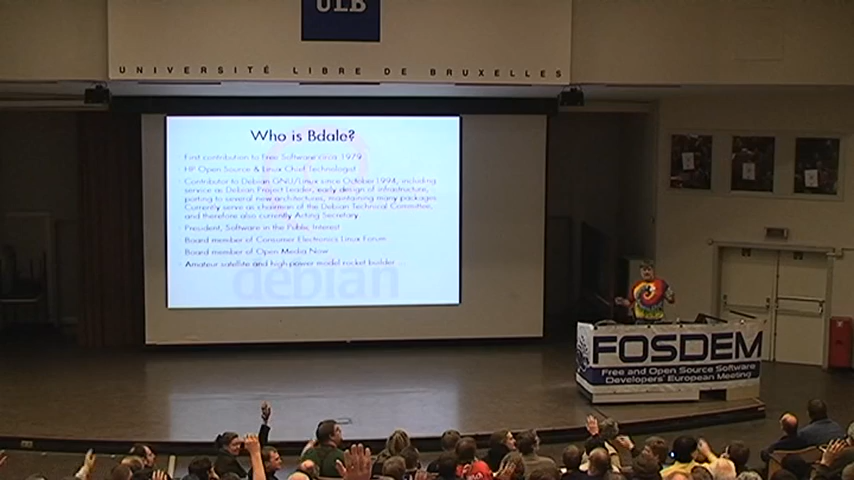 ULB
UNIVERSITÉ LIBRE DE BRUXELLES
Who is Bdale?
First contribution to Free Software circa 1979
HP Open Source & Linux Chief Technologist
Contributor to Debian GNU/Linux since October 1994, including
service as Debian Project Leader, early design of infrastructure,
porting to several new architectures, maintaining many packages.
Currently serve as chairman of the Debian Technical Committee,
and therefore also currently Acting Secretary
President, Software in the Public Interest
Board member of Consumer Electronics Linux Forum
Board member of Open Media Now
Amateur satellite and high power model rocket builder
debian
FOSDEM
Free and Open Source Software
Developers' European Meeting